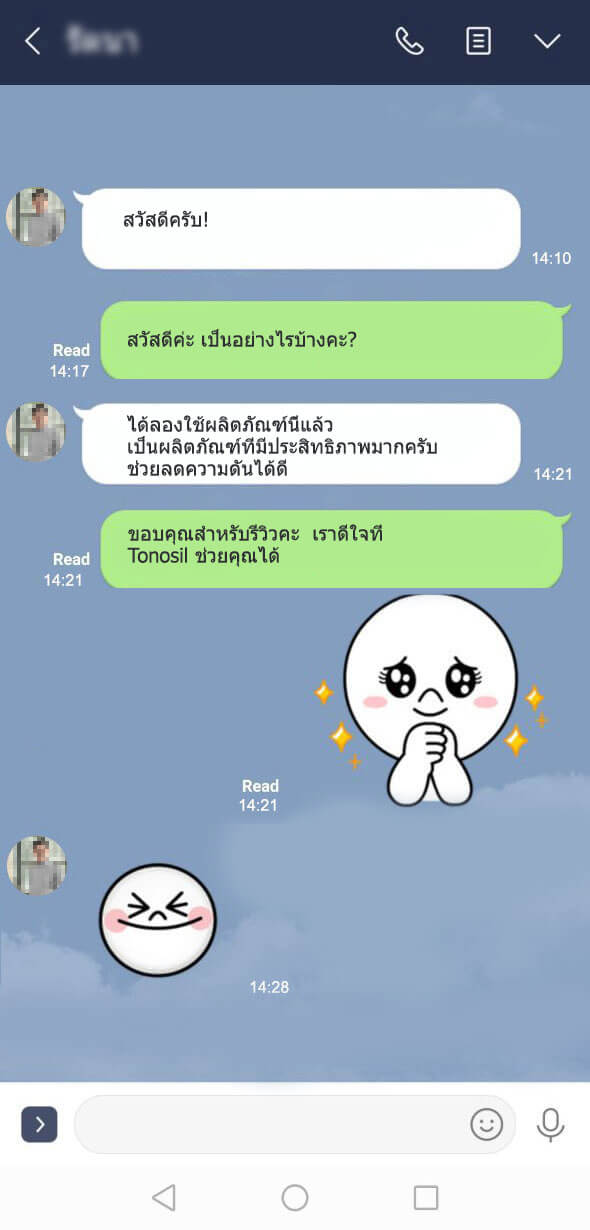 สวัสดีครับ!
14:10
สวัสดีค่ะ เป็นอย่างไรบ้างคะ?
Read
14:17
ได้ลองใช้ผลิตภัณฑ์นี้แล้ว
เป็นผลิตภัณฑ์ที่มีประสิทธิภาพมากครับ
ช่วยลดความดันได้ดี
14:21
ขอบคุณสำหรับรีวิวคะ เราดีใจที่
Tonosil ช่วยคุณได้
Read
14:21
Read
14:21
14:28